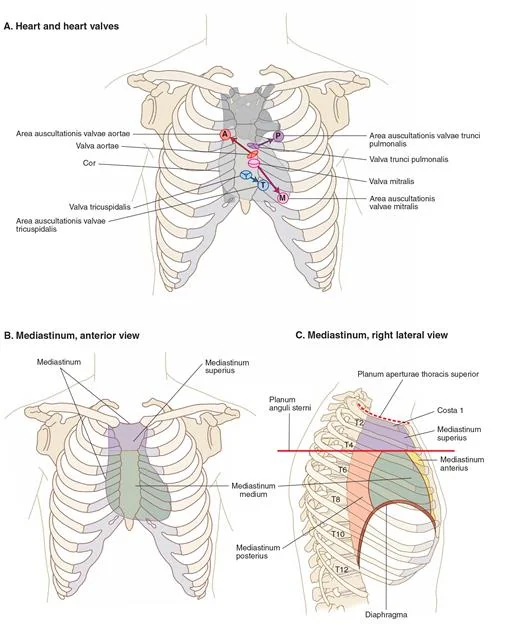 A. Heart and heart valves
Area auscultationis valvae aortae
Valva aortae
Cor
Valva tricuspidalis
Area auscultationis valvae
tricuspidalis
A
P
T
M
Area auscultationis valvae trunci
pulmonalis
Valva trunci pulmonalis
Valva mitralis
Area auscultationis
valvae mitralis
B. Mediastinum, anterior view
Mediastinum
Mediastinum
superius
Mediastinum
medium
C. Mediastinum, right lateral view
Planum aperturae thoracis superior
Planum
anguli sterni
Costa 1
Mediastinum
superius
Mediastinum
anterius
T2
T4
T6
T8
T10
T12
Mediastinum
posterius
Diaphragma